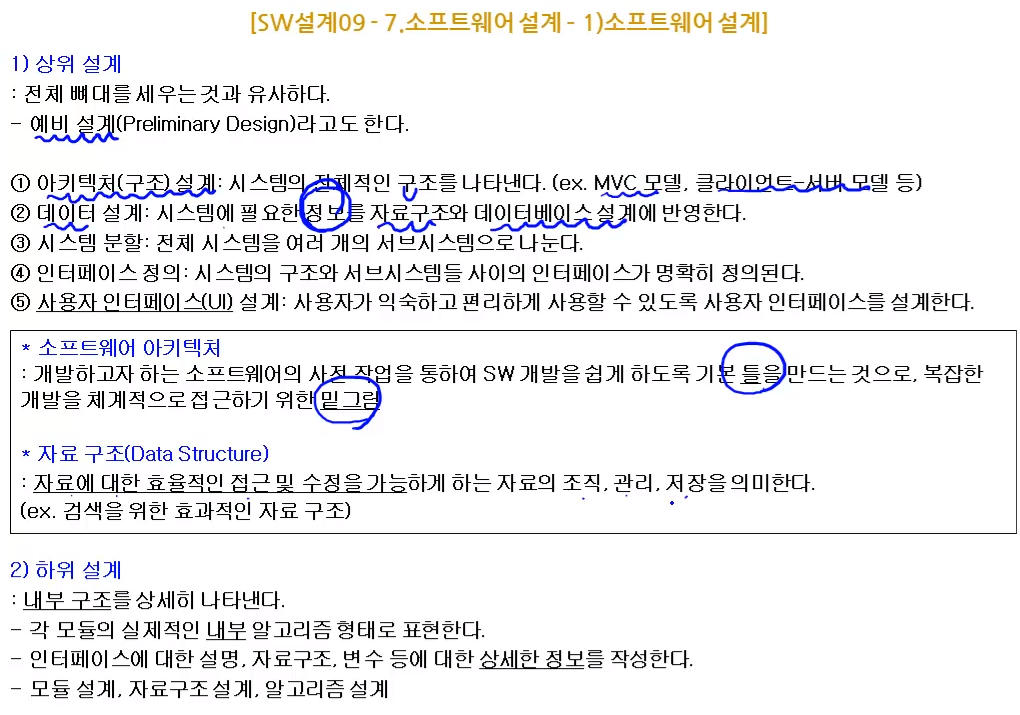 [SW설계09 - 7.소프트웨어 설계 - 1)소프트웨어 설계]
1) 상위 설계
: 전체 뼈대를 세우는 것과 유사하다.
- 예비 설계(Preliminary Design)라고도 한다.
① 아키텍처(구조) 설계: 시스템의 전체적인 구조를 나타낸다. (ex. MVC 모델, 클라이언트-서버 모델 등)
② 데이터 설계: 시스템에 필요한 정보를 자료구조와 데이터베이스 설계에 반영한다.
③ 시스템 분할: 전체 시스템을 여러 개의 서브시스템으로 나눈다.
④ 인터페이스 정의: 시스템의 구조와 서브시스템들 사이의 인터페이스가 명확히 정의된다.
⑤ 사용자 인터페이스(UI) 설계: 사용자가 익숙하고 편리하게 사용할 수 있도록 사용자 인터페이스를 설계한다.
* 소프트웨어 아키텍처
: 개발하고자 하는 소프트웨어의 사전 작업을 통하여 SW 개발을 쉽게 하도록 기본 틀을 만드는 것으로, 복잡한
개발을 체계적으로 접근하기 위한 밑그림
* 자료 구조(Data Structure)
: 자료에 대한 효율적인 접근 및 수정을 가능하게 하는 자료의 조직, 관리, 저장을 의미한다.
(ex. 검색을 위한 효과적인 자료 구조)
2) 하위 설계
: 내부 구조를 상세히 나타낸다.
- 각 모듈의 실제적인 내부 알고리즘 형태로 표현한다.
- 인터페이스에 대한 설명, 자료구조, 변수 등에 대한 상세한 정보를 작성한다.
- 모듈 설계, 자료구조 설계, 알고리즘 설계